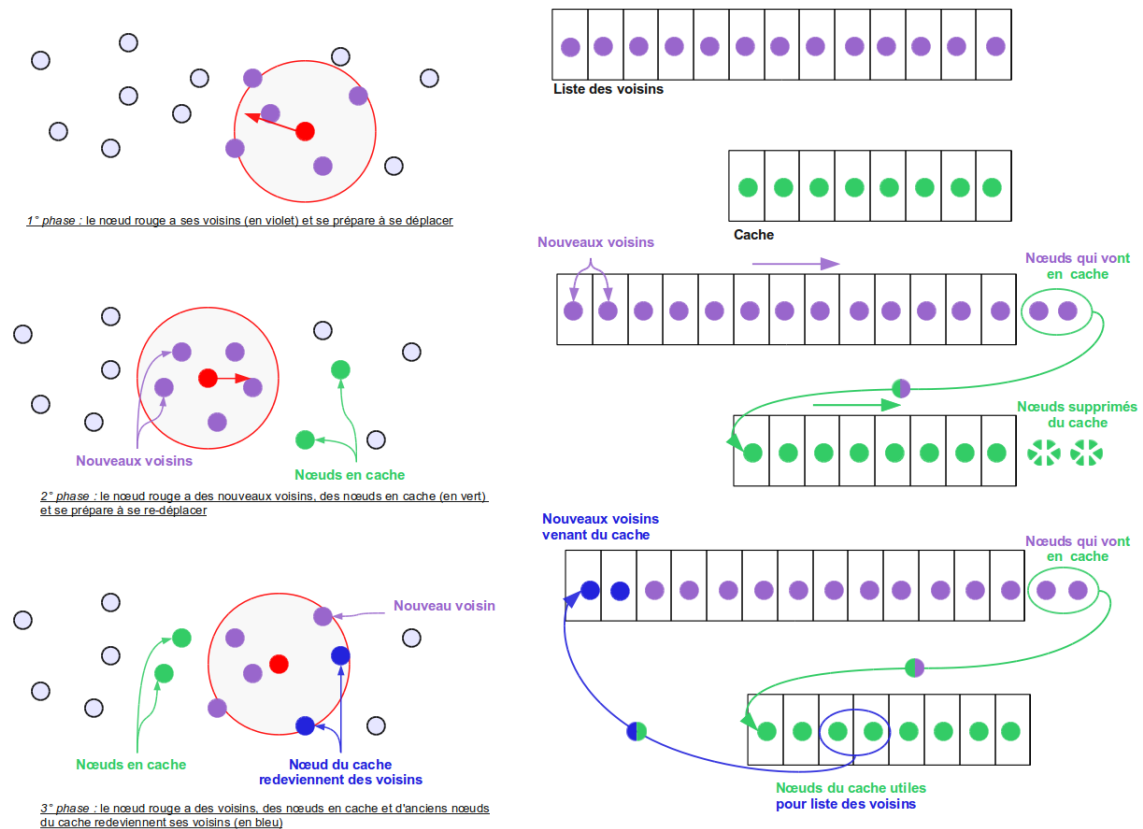 Liste des voisins
Cache
1° phase : le nœud rouge a ses voisins (en violet) et se prépare à se déplacer
Nouveaux voisins
Nœuds qui vont
en cache
Nouveaux voisins
Nœuds en cache
Nœuds supprimés
du cache
2° phase : le nœud rouge a des nouveaux voisins, des nœuds en cache (en vert)
et se prépare à se re-déplacer
Nouveaux voisins
venant du cache
Nœuds qui vont
en cache
Nouveau voisin
Nœuds en cache
Nœud du cache
redeviennent des voisins
Nœuds du cache utiles
pour liste des voisins
3° phase : le nœud rouge a des voisins, des nœuds en cache et d'anciens nœuds
du cache redeviennent ses voisins (en bleu)